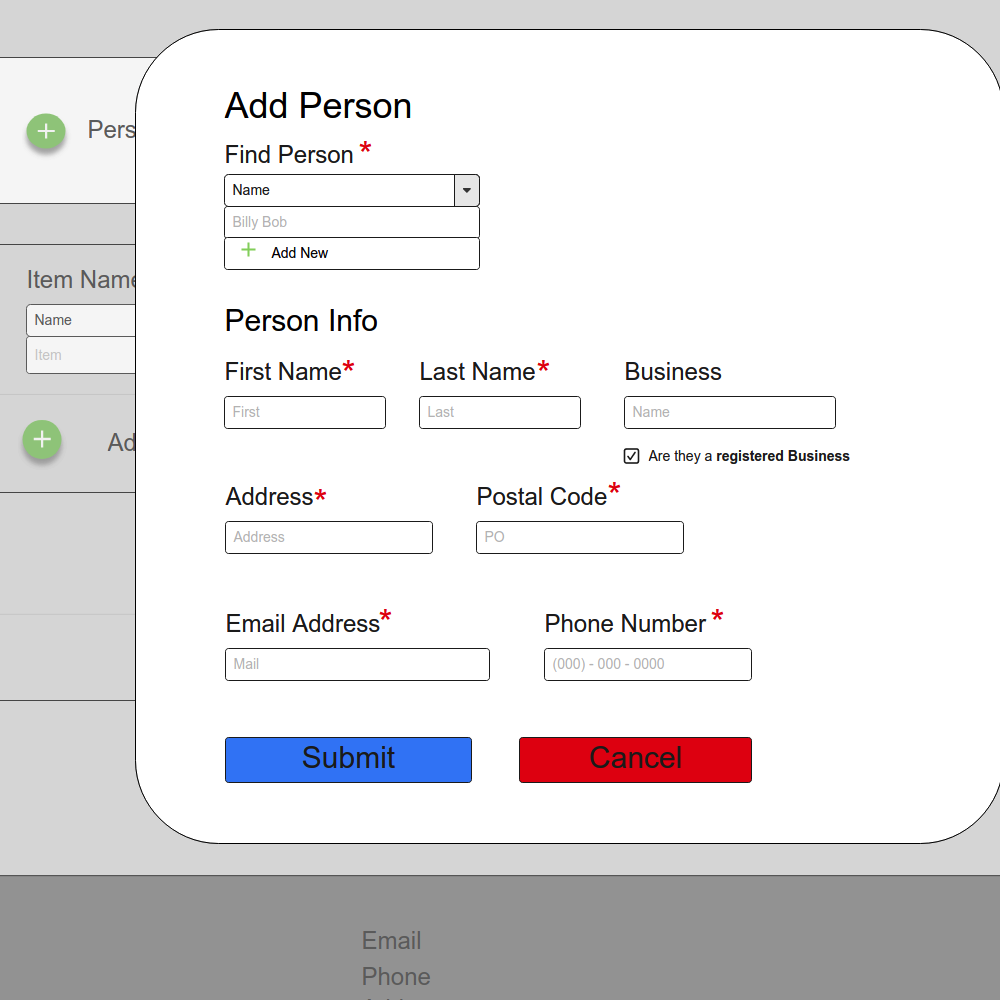 Add Person
Find Person *
Name
Billy Bob
+ Add New
Person Info
First Name* Last Name* Business
First Last Name
Are they a registered Business
Address* Postal Code*
Address PO
Email Address* Phone Number *
Mail (000) - 000 - 0000
Submit Cancel
Pers
Item Name
Name
Item
Ad
Email
Phone